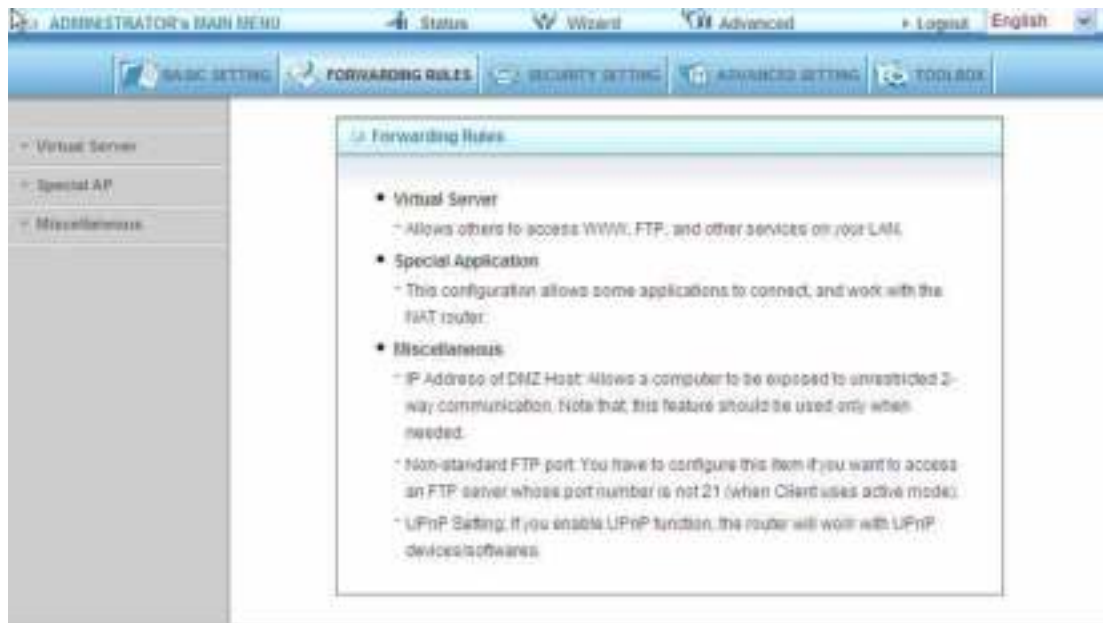 ADMINISTRATOR's MAIN MENU Status Wizard Advanced Logout English
BASIC SETTING FORWARDING RULES SECURITY SETTING ADVANCED SETTING TOOLBOX
Virtual Server
Special AP
Miscellaneous
Forwarding Rules
Virtual Server
Allows others to access WWW, FTP, and other services on your LAN.
Special Application
This configuration allows some applications to connect, and work with the
NAT router.
Miscellaneous
IP Address of DMZ Host: Allows a computer to be exposed to unrestricted 2-
way communication. Note that, this feature should be used only when
needed.
Non-standard FTP port: You have to configure this item if you want to access
an FTP server whose port number is not 21 (when Client uses active mode).
UPnP Setting: If you enable UPnP function, the router will work with UPnP
devices/softwares.